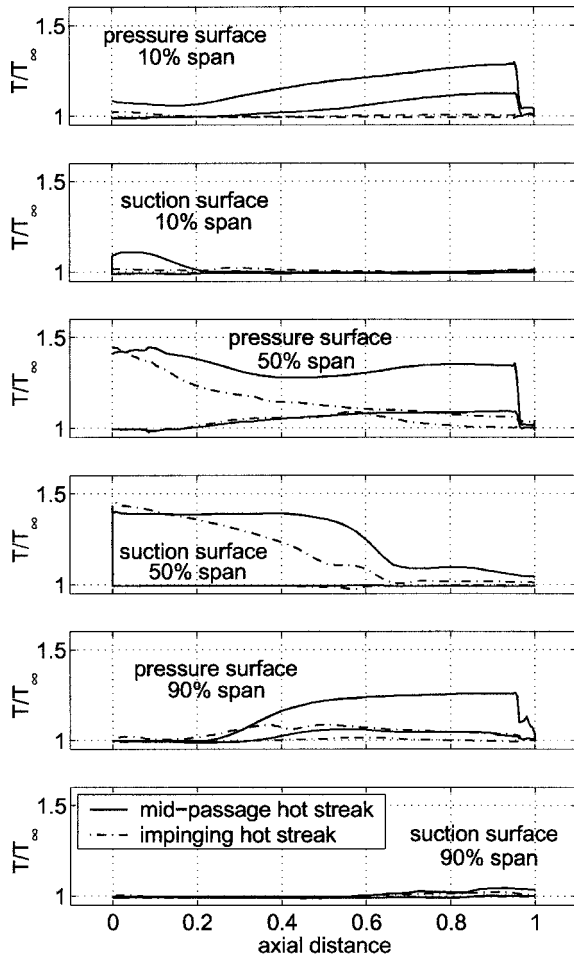 T/T∞
1.5
1
pressure surface
10% span
T/T∞
1.5
1
suction surface
10% span
T/T∞
1.5
1
pressure surface
50% span
T/T∞
1.5
1
suction surface
50% span
T/T∞
1.5
1
pressure surface
90% span
T/T∞
1.5
1
mid-passage hot streak
impinging hot streak
suction surface
90% span
0 0.2 0.4 0.6 0.8 1
axial distance